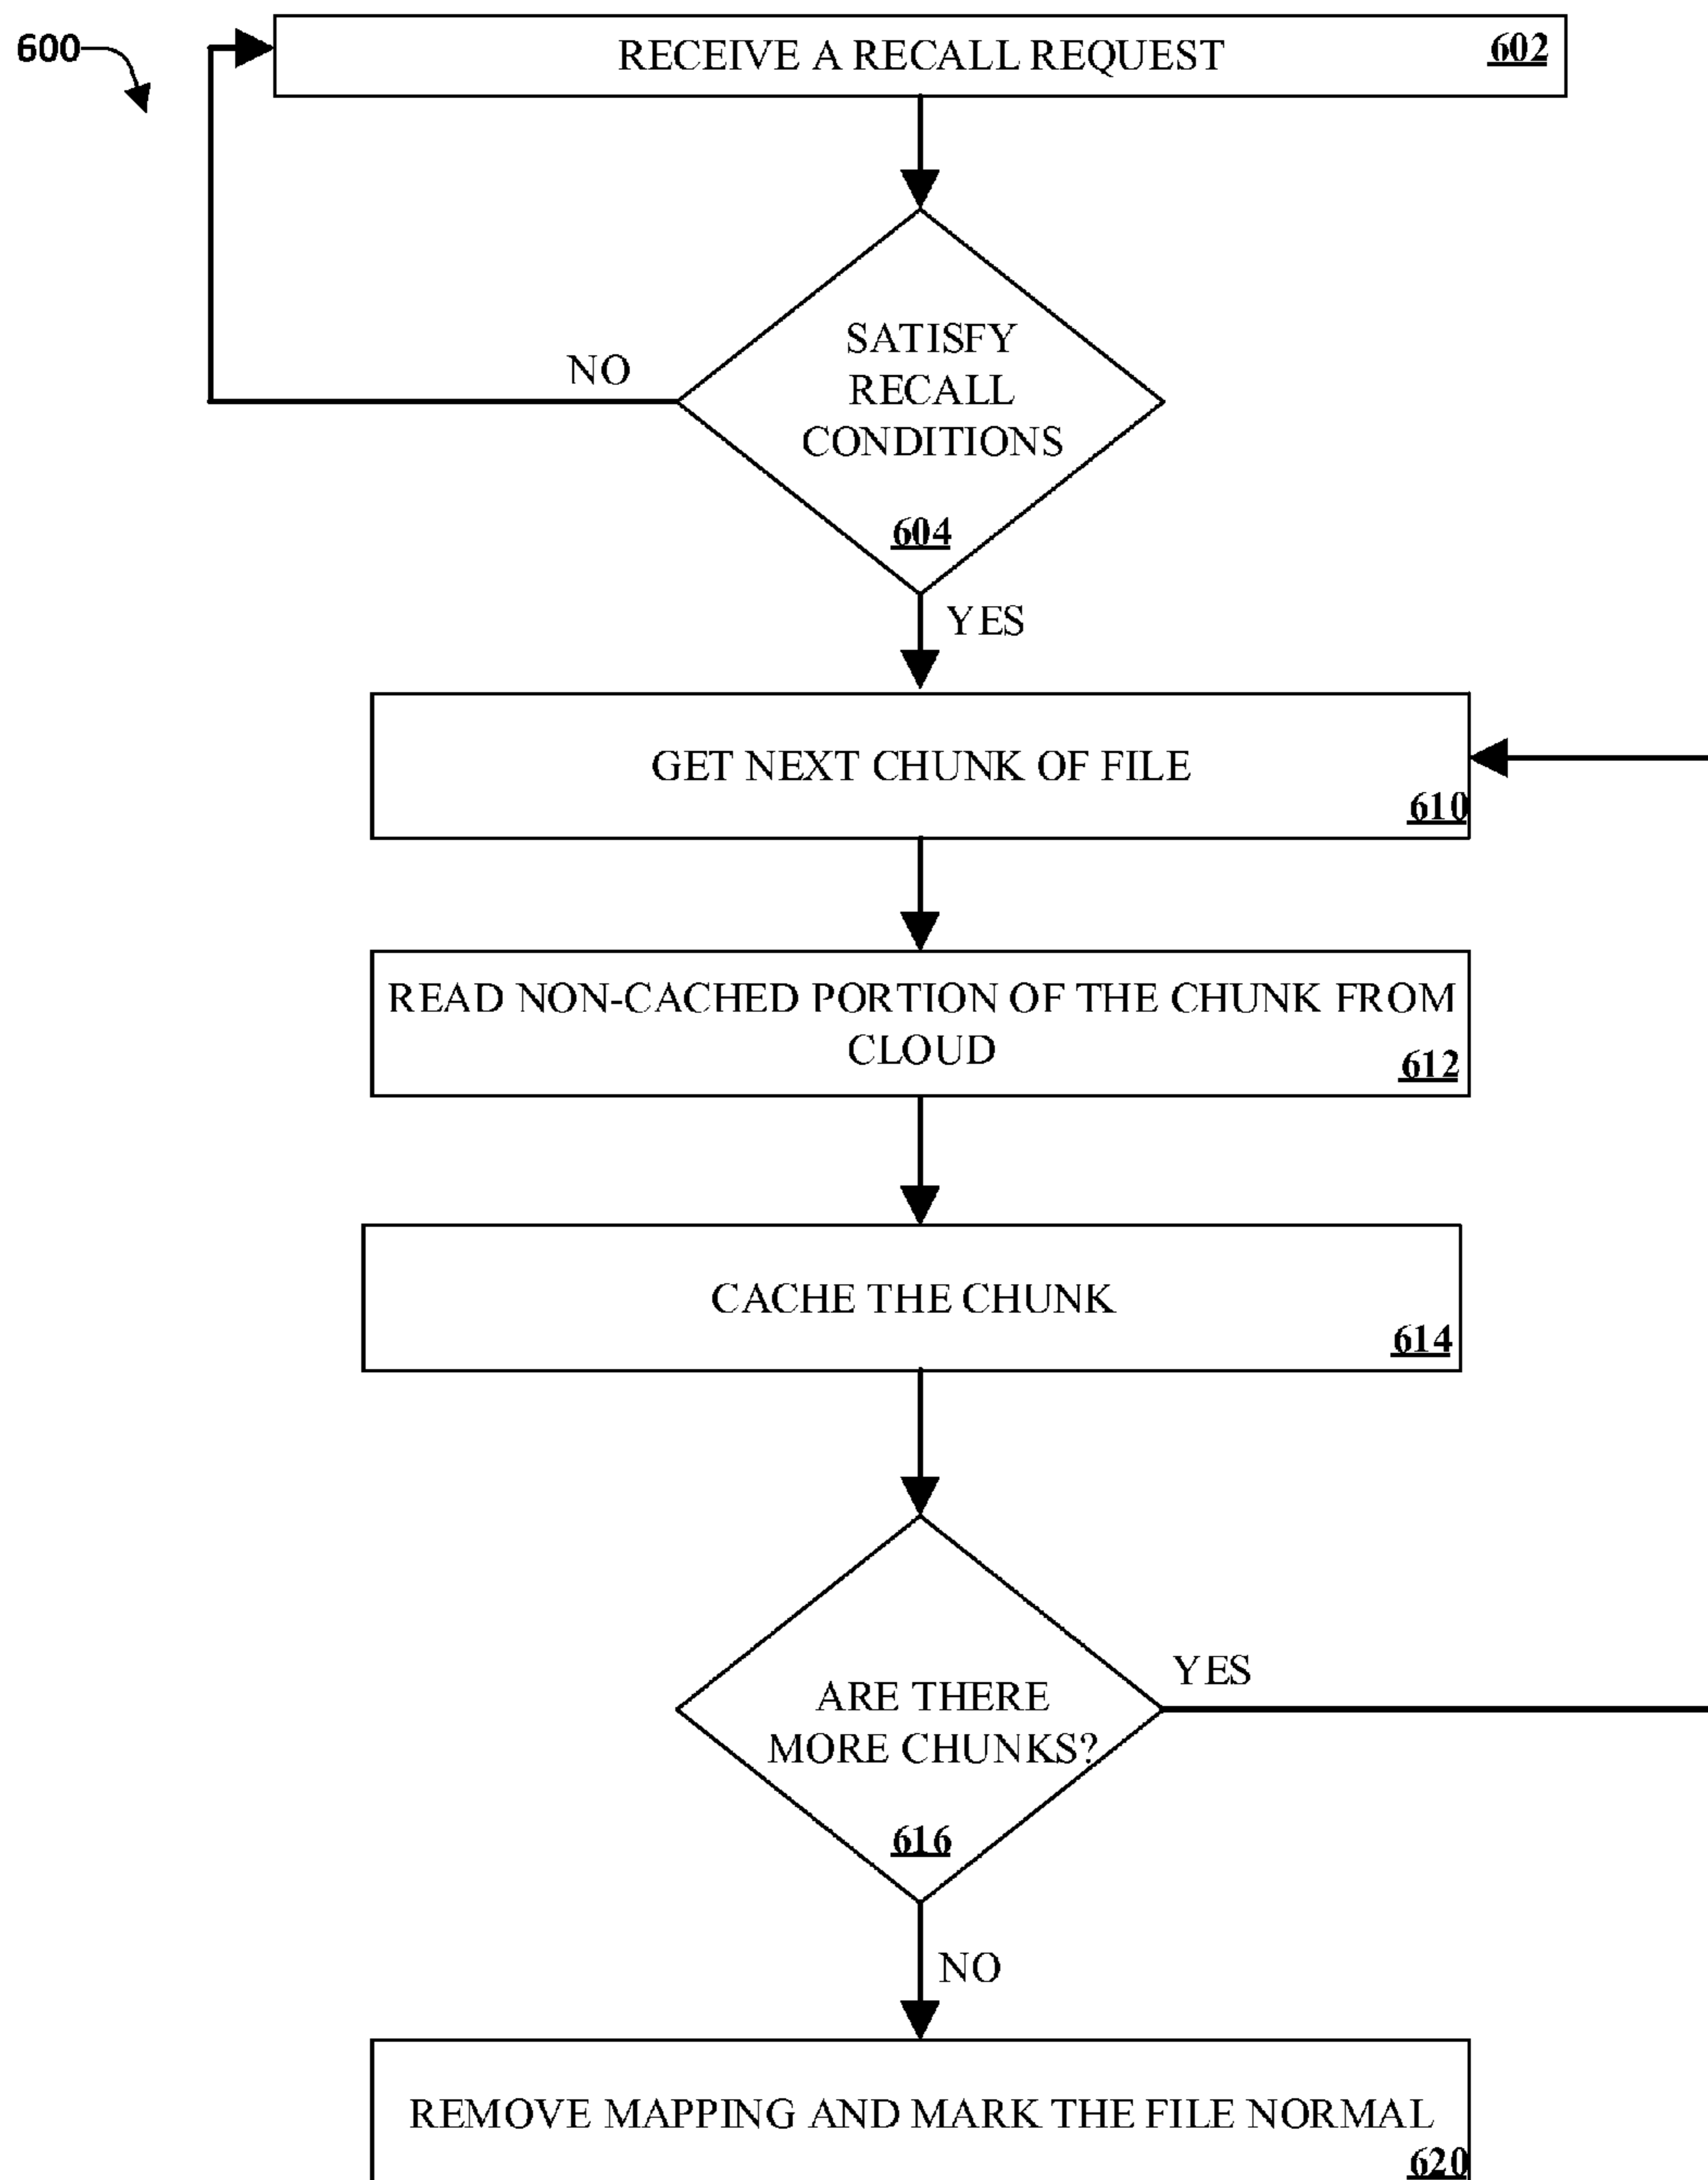 600
RECEIVE A RECALL REQUEST
602
SATISFY
RECALL
CONDITIONS
604
NO
YES
GET NEXT CHUNK OF FILE
610
READ NON-CACHED PORTION OF THE CHUNK FROM
CLOUD
612
CACHE THE CHUNK
614
ARE THERE
MORE CHUNKS?
616
YES
NO
REMOVE MAPPING AND MARK THE FILE NORMAL
620